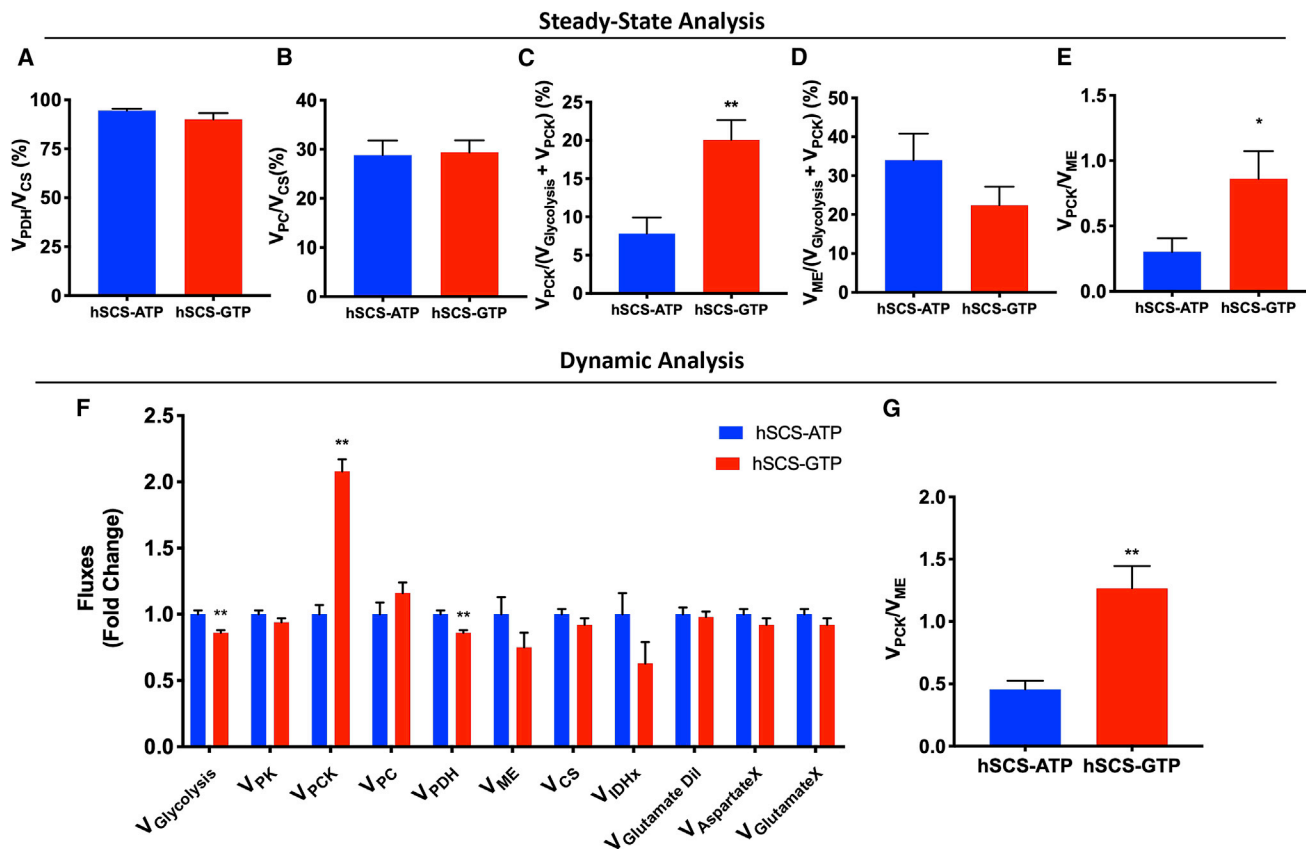 Steady-State Analysis
A
B
C
D
E
V_PDH/V_CS (%)
100
75
50
25
0
hSCS-ATP hSCS-GTP
V_PC/V_CS(%)
40
30
20
10
0
hSCS-ATP hSCS-GTP
V_PCK/(V_Glycolysis + V_PCK) (%)
25
20
15
10
5
0
**
hSCS-ATP hSCS-GTP
V_ME/(V_Glycolysis + V_PCK) (%)
50
40
30
20
10
0
hSCS-ATP hSCS-GTP
V_PCK/V_ME
1.5
1.0
0.5
0.0
*
hSCS-ATP hSCS-GTP
Dynamic Analysis
F
Fluxes
(Fold Change)
2.5
2.0
1.5
1.0
0.5
0.0
hSCS-ATP
hSCS-GTP
**
**
**
V_Glycolysis
V_PK
V_PCK
V_PC
V_PDH
V_ME
V_CS
V_IDHx
V_Glutamate Dil
V_AspartateX
V_GlutamateX
G
V_PCK/V_ME
2.0
1.5
1.0
0.5
0.0
**
hSCS-ATP hSCS-GTP